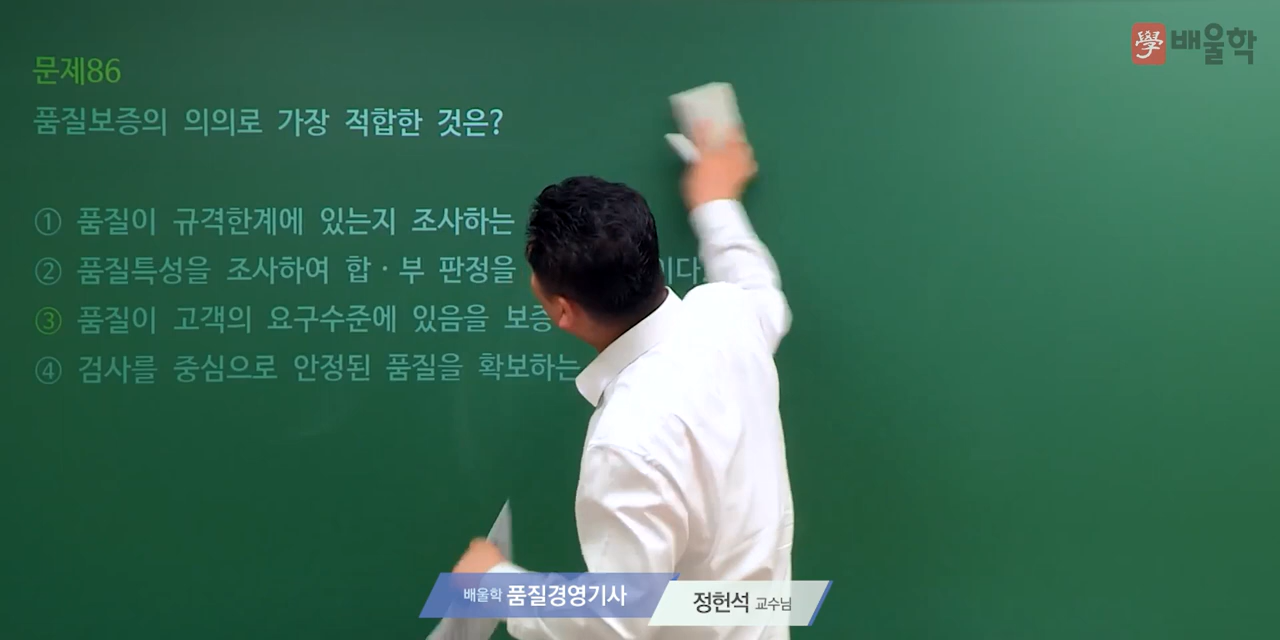 學 배울학
문제86
품질보증의 의의로 가장 적합한 것은?
① 품질이 규격한계에 있는지 조사하는
② 품질특성을 조사하여 합·부 판정을 이다.
③ 품질이 고객의 요구수준에 있음을 보증
④ 검사를 중심으로 안정된 품질을 확보하는
배울학 품질경영기사
정헌석 교수님